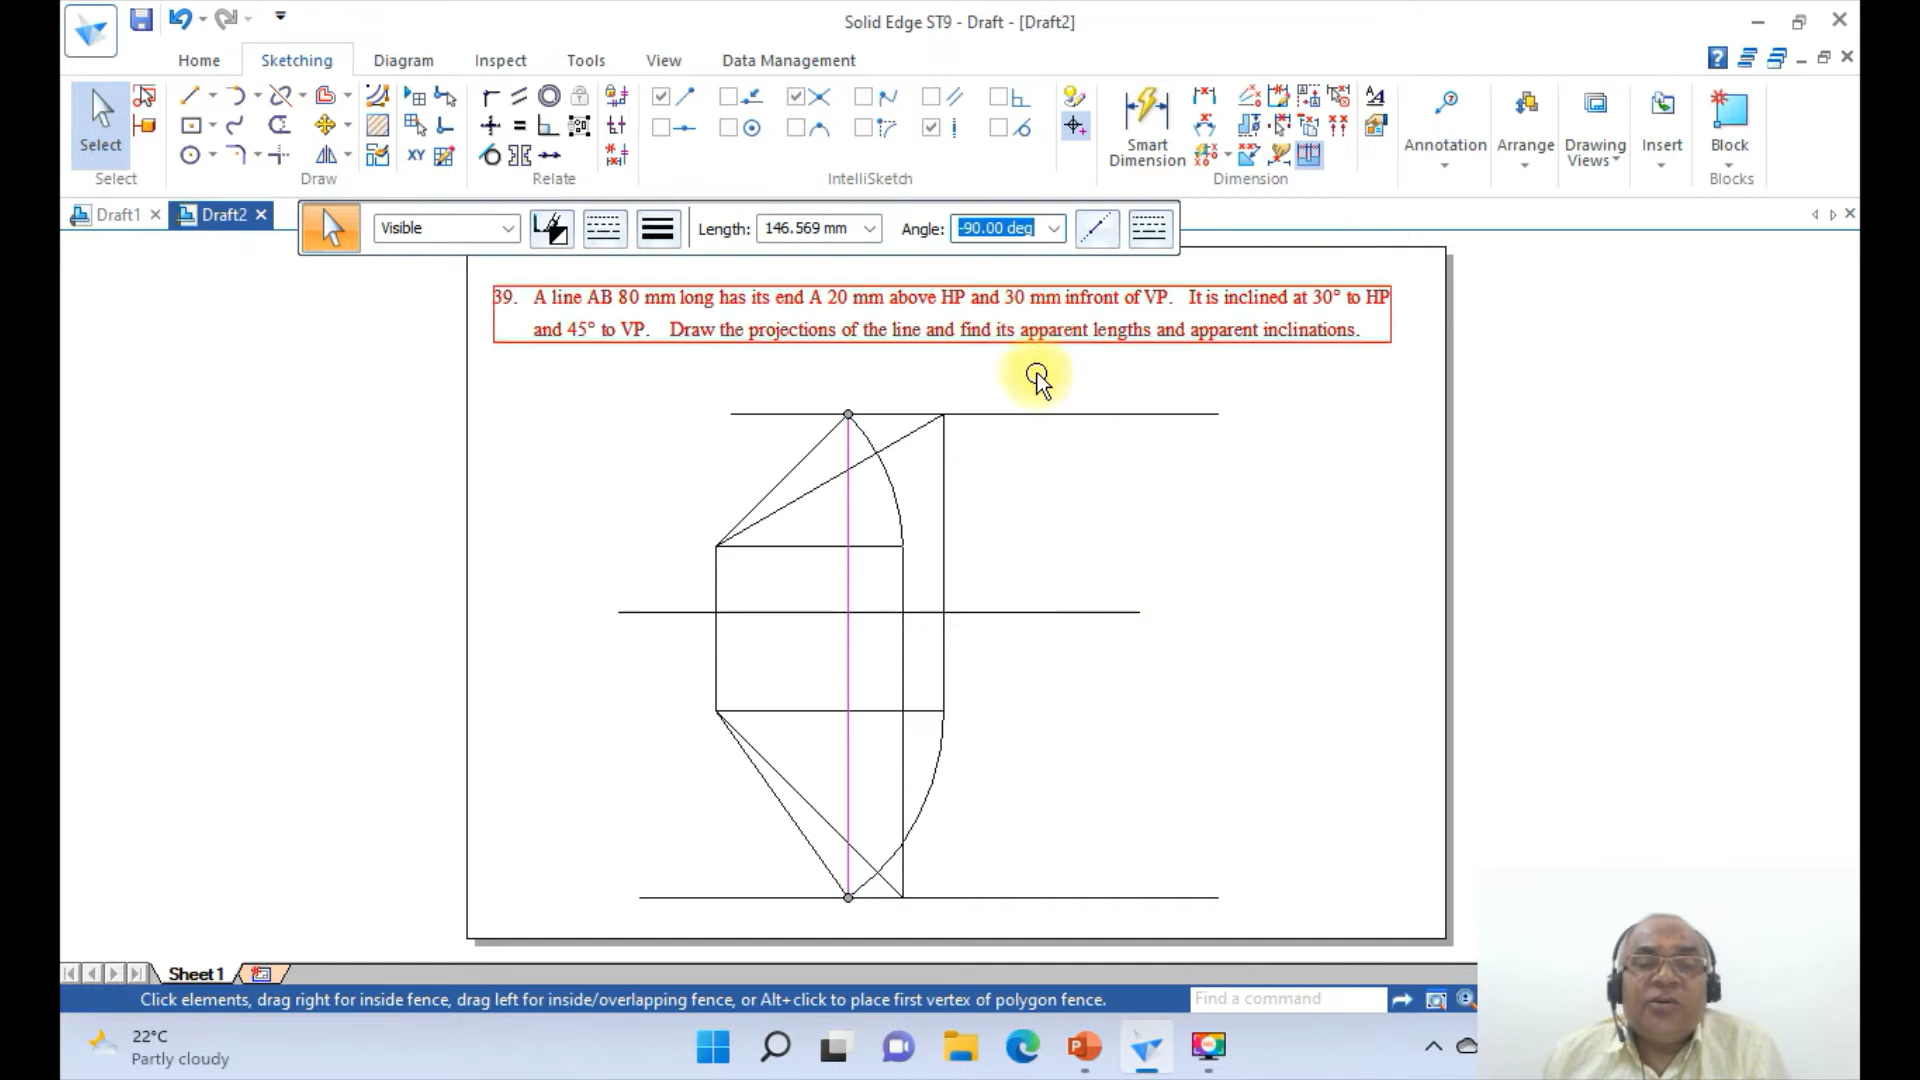 Solid Edge ST9 - Draft - [Draft2]
Home Sketching Diagram Inspect Tools View Data Management
Select
Smart Dimension
Annotation
Arrange
Drawing Views
Insert
Block
Select Draw Relate IntelliSketch Dimension Blocks
XY
Draft1 Draft2
Visible Length: 146.569 mm Angle: -90.00 deg
39. A line AB 80 mm long has its end A 20 mm above HP and 30 mm infront of VP. It is inclined at 30° to HP
and 45° to VP. Draw the projections of the line and find its apparent lengths and apparent inclinations.
Sheet1
Click elements, drag right for inside fence, drag left for inside/overlapping fence, or Alt+click to place first vertex of polygon fence.
Find a command
22°C
Partly cloudy